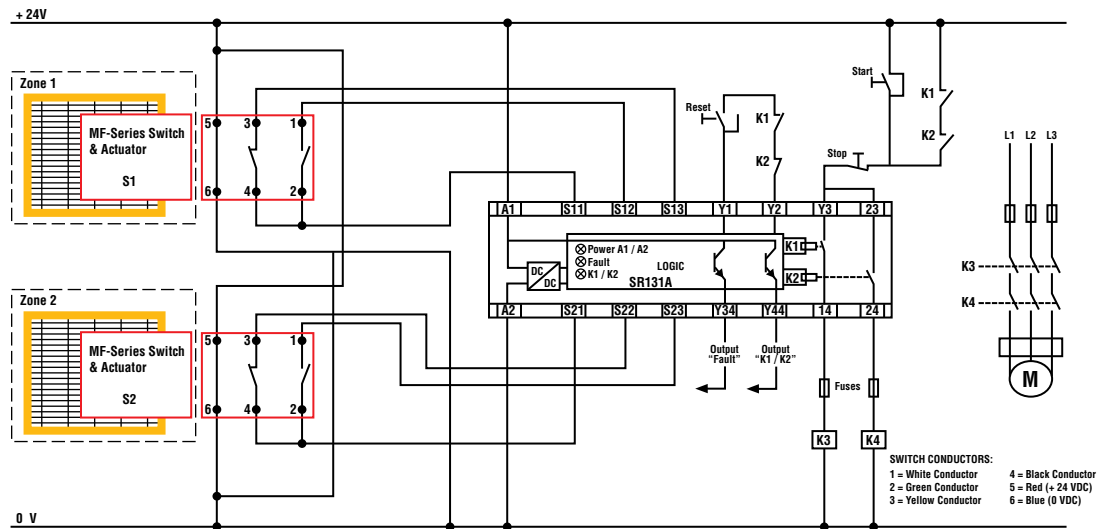 + 24V
Zone 1
MF-Series Switch
& Actuator
S1
5 3 1
6 4 2
Zone 2
MF-Series Switch
& Actuator
S2
5 3 1
6 4 2
0 V
Reset
K1
K2
Start
K1
K2
Stop
A1 S11 S12 S13 Y1 Y2 Y3 23
DC
DC
Power A1 / A2
Fault
K1 / K2
LOGIC
SR131A
K1
K2
A2 S21 S22 S23 Y34 Y44 14 24
Output
"Fault"
Output
"K1 / K2"
Fuses
K3
K4
L1 L2 L3
K3
K4
M
SWITCH CONDUCTORS:
1 = White Conductor
2 = Green Conductor
3 = Yellow Conductor
4 = Black Conductor
5 = Red (+ 24 VDC)
6 = Blue (0 VDC)